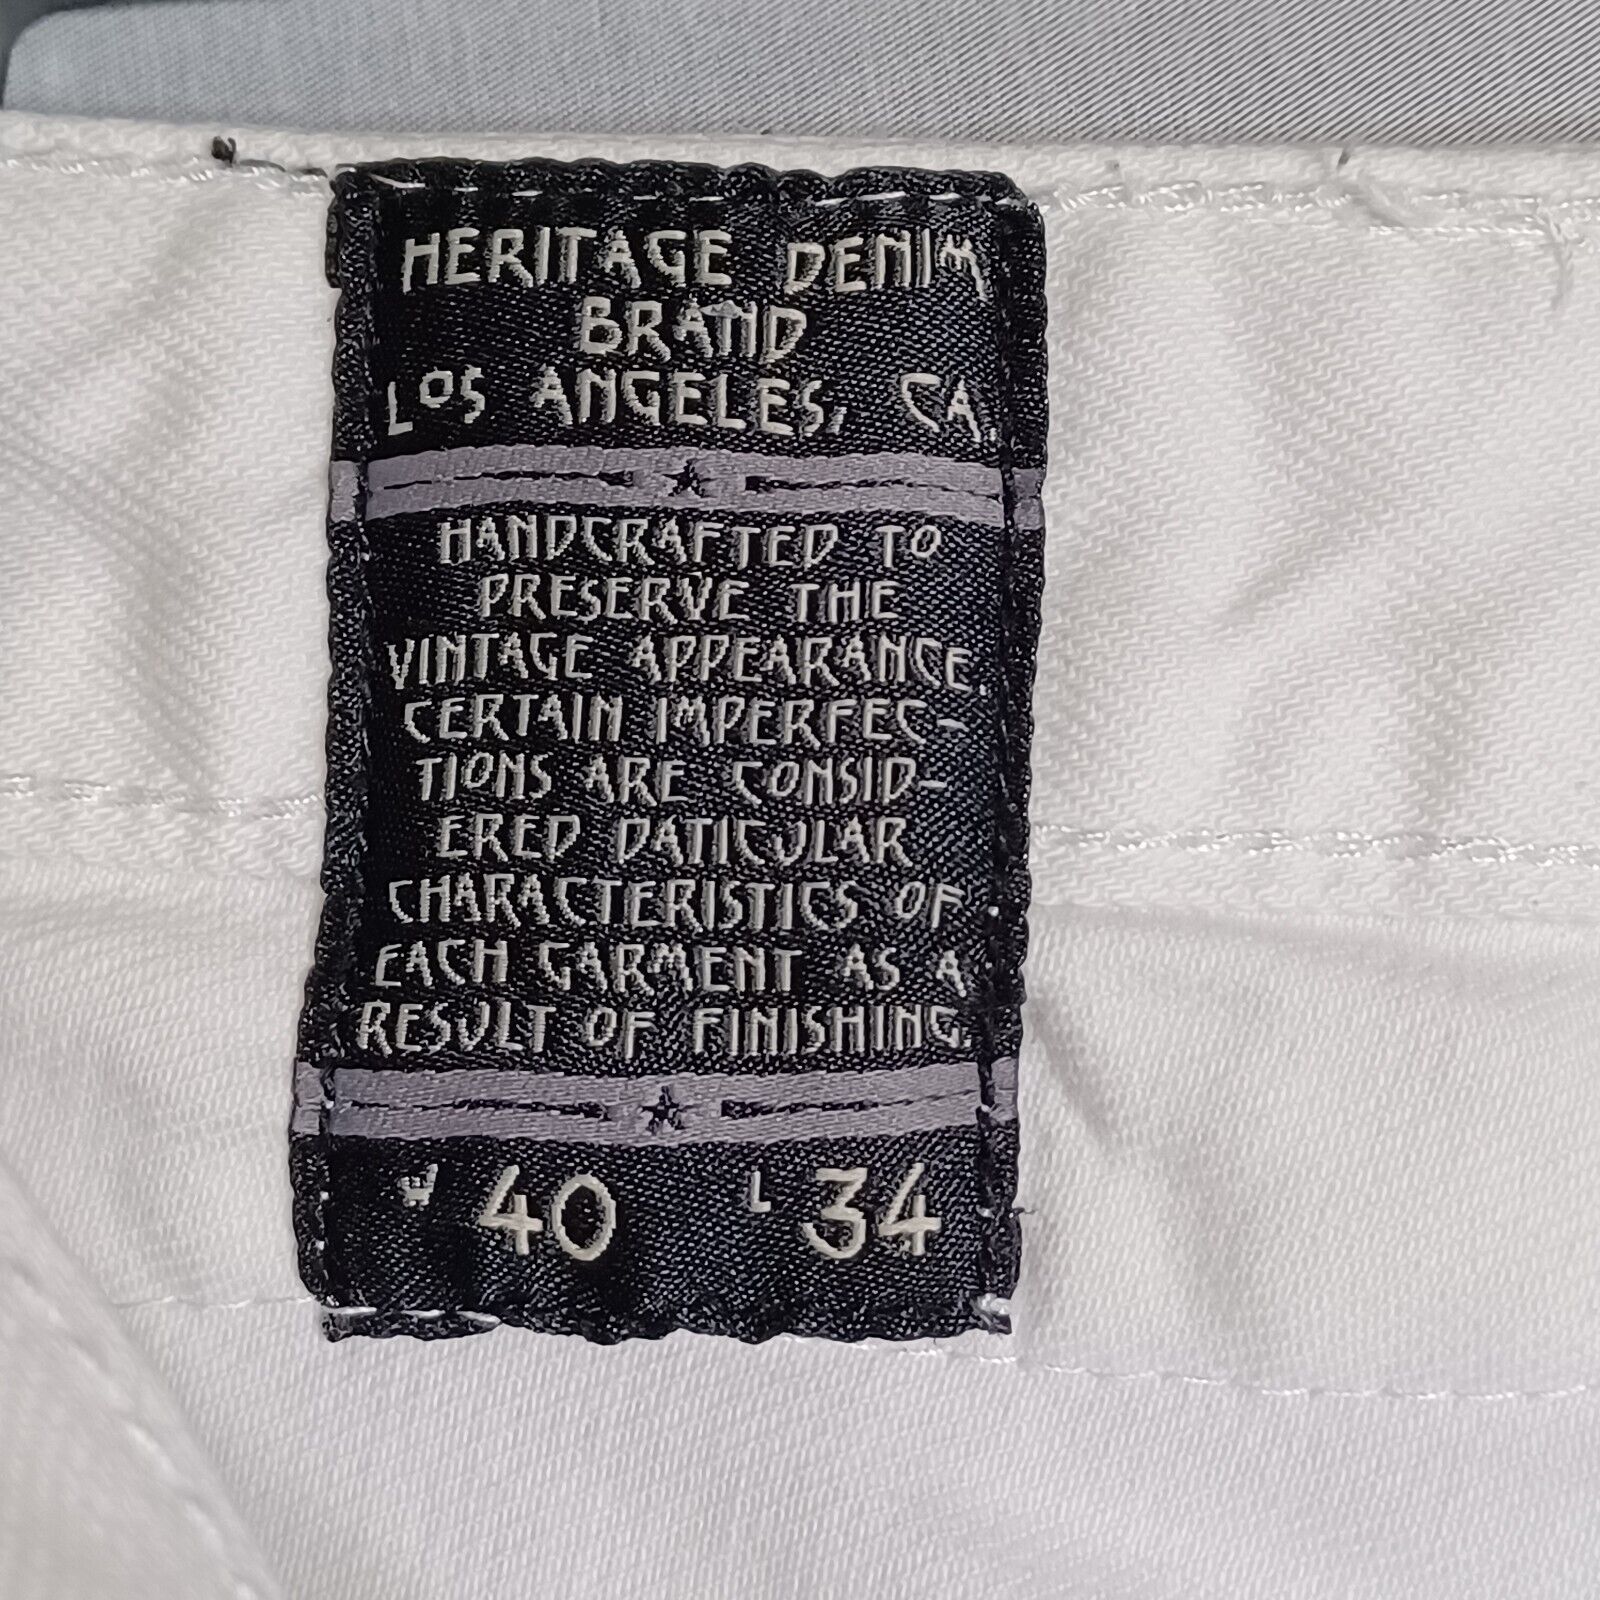 HERITAGE DENIM
BRAND
LOS ANGELES, CA.
HANDCRAFTED TO
PRESERVE THE
VINTAGE APPEARANCE.
CERTAIN IMPERFEC-
TIONS ARE CONSID-
ERED PATICULAR
CHARACTERISTICS OF
EACH GARMENT AS A
RESULT OF FINISHING.
W 40 L 34